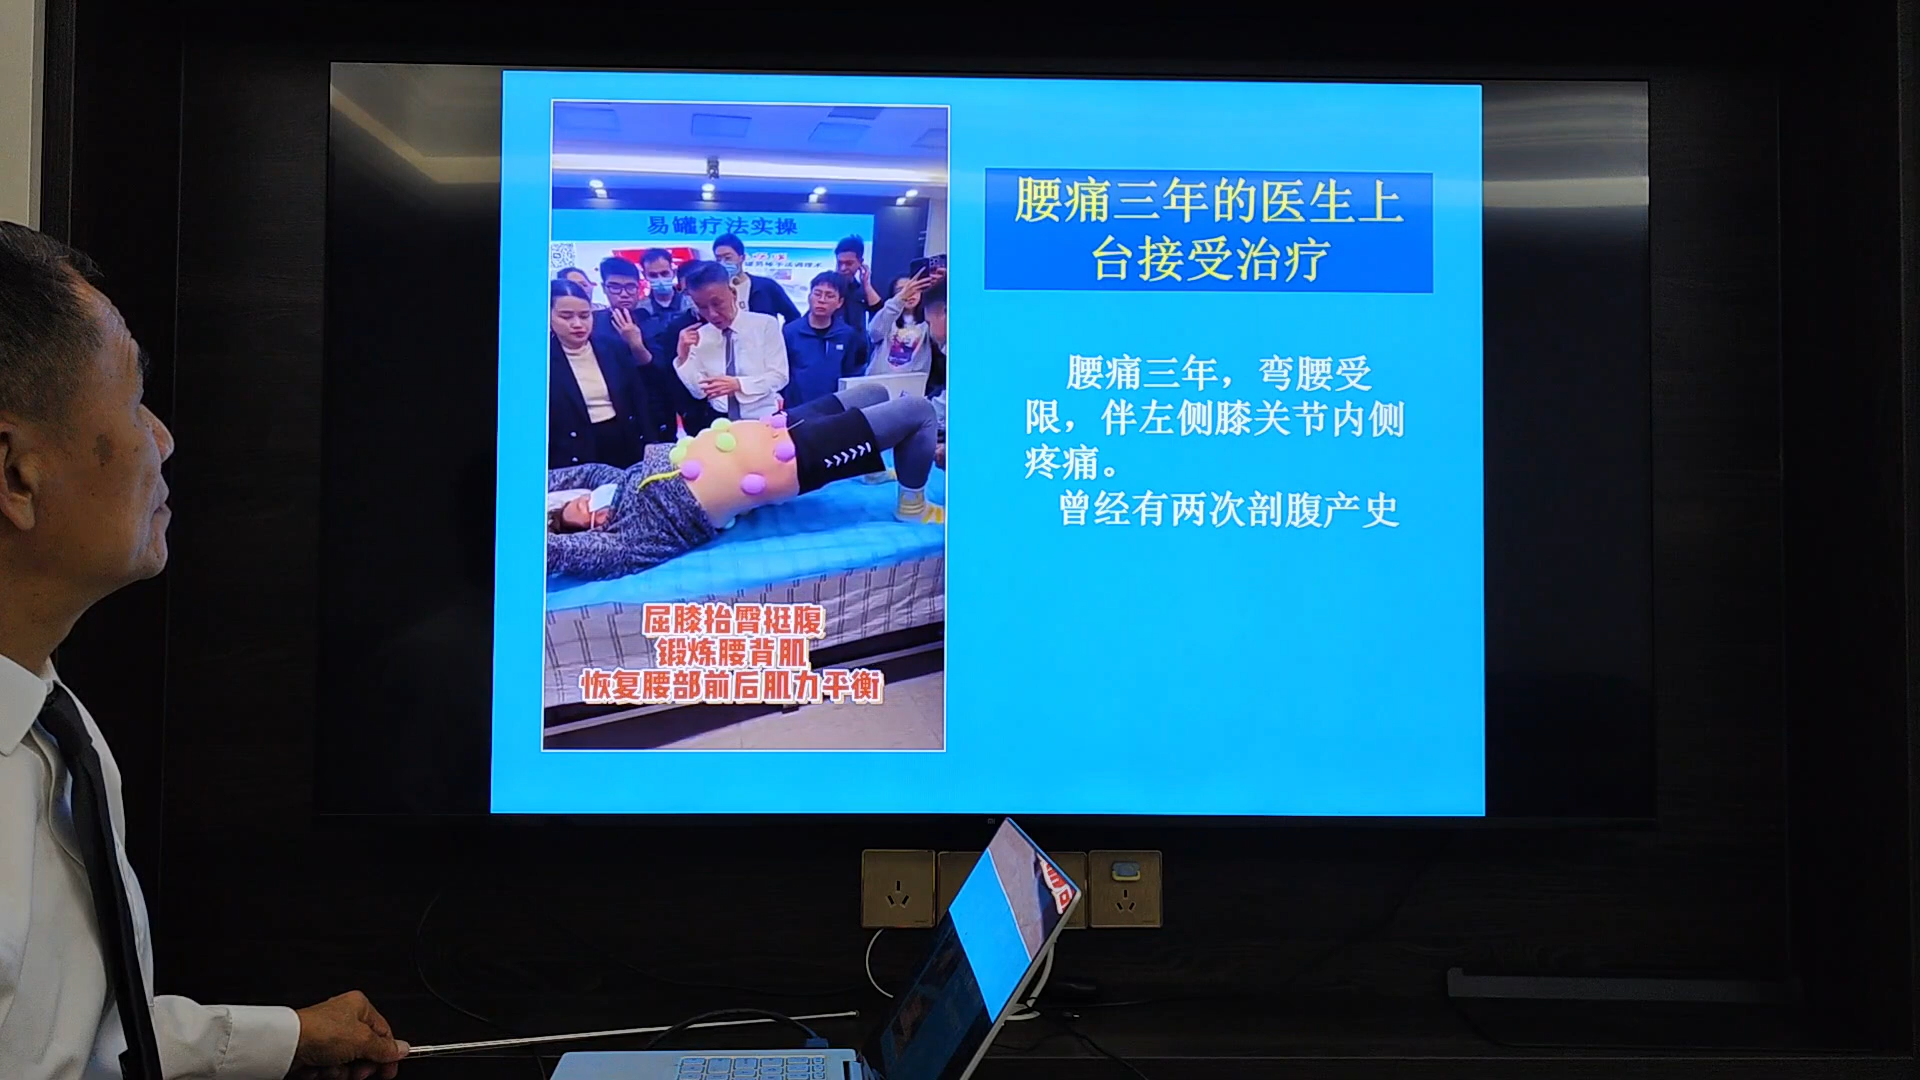 易罐疗法实操
屈膝抬臀挺腹
锻炼腰背肌
恢复腰部前后肌力平衡
腰痛三年的医生上
台接受治疗
腰痛三年，弯腰受
限，伴左侧膝关节内侧
疼痛。
曾经有两次剖腹产史